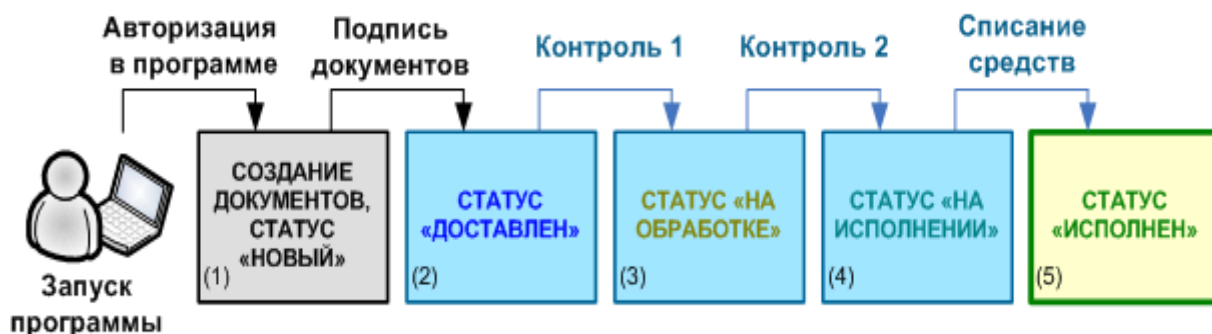 Авторизация
в программе
Подпись
документов
Контроль 1
Контроль 2
Списание
средств
СОЗДАНИЕ
ДОКУМЕНТОВ,
СТАТУС
«НОВЫЙ»
(1)
СТАТУС
«ДОСТАВЛЕН»
(2)
СТАТУС «НА
ОБРАБОТКЕ»
(3)
СТАТУС «НА
ИСПОЛНЕНИИ»
(4)
СТАТУС
«ИСПОЛНЕН»
(5)
Запуск
программы